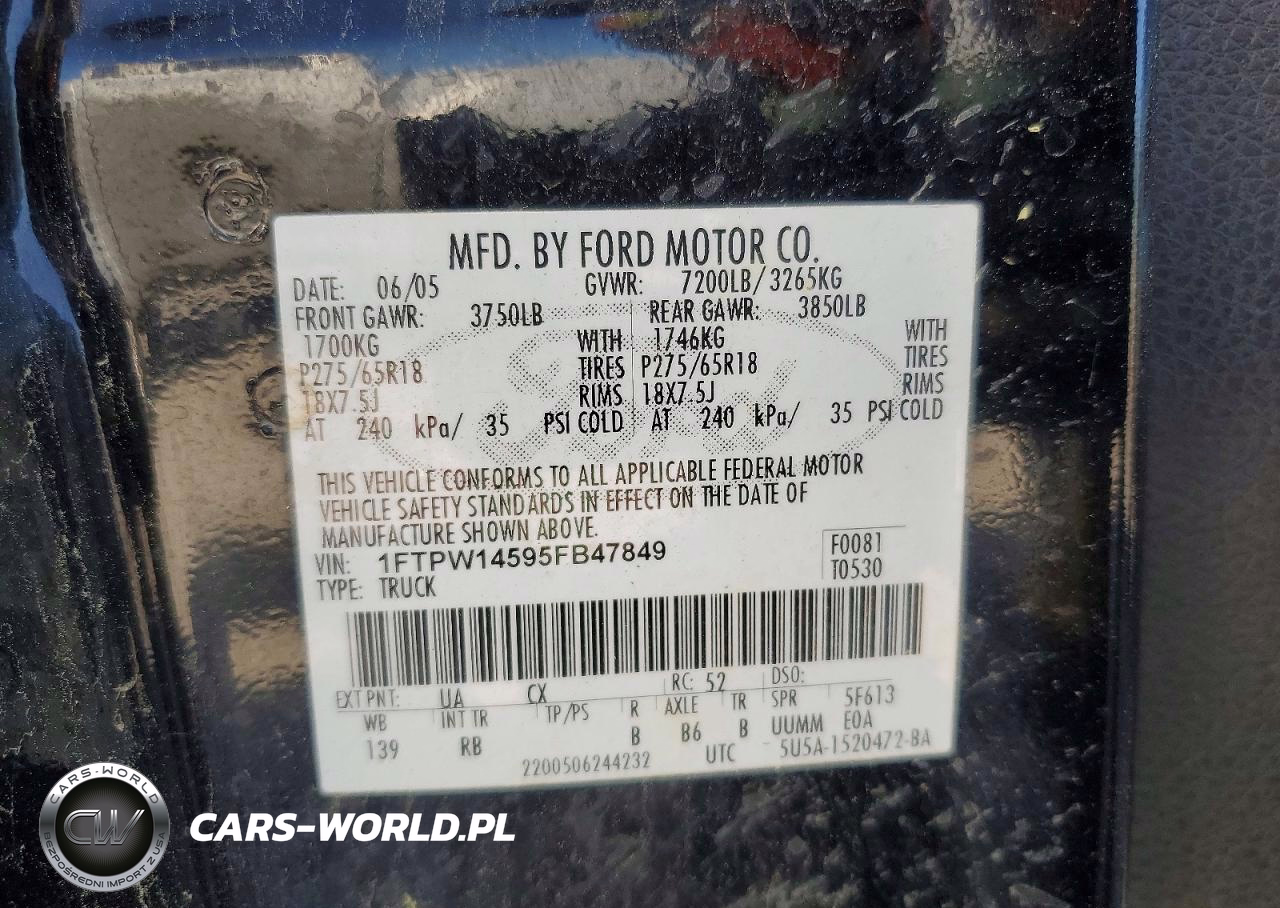 MFD. BY FORD MOTOR CO.
DATE: 06/05 GVWR: 7200LB/3265KG
FRONT GAWR: 3750LB REAR GAWR: 3850LB
1700KG WITH 1746KG WITH
P275/65R18 TIRES P275/65R18 TIRES
18X7.5J RIMS 18X7.5J RIMS
AT 240 kPa/ 35 PSI COLD AT 240 kPa/ 35 PSI COLD
THIS VEHICLE CONFORMS TO ALL APPLICABLE FEDERAL MOTOR
VEHICLE SAFETY STANDARDS IN EFFECT ON THE DATE OF
MANUFACTURE SHOWN ABOVE.
VIN: 1FTPW14595FB47849 F0081
TYPE: TRUCK T0530
EXT PNT: UA CX RC: 52 DSO:
WB INT TR TP/PS R AXLE TR SPR 5F613
139 RB B B6 B UUMM E0A
2200506244232 UTC 5U5A-1520472-BA
CARS-WORLD
CW
BEZPOŚREDNI IMPORT Z USA
CARS-WORLD.PL